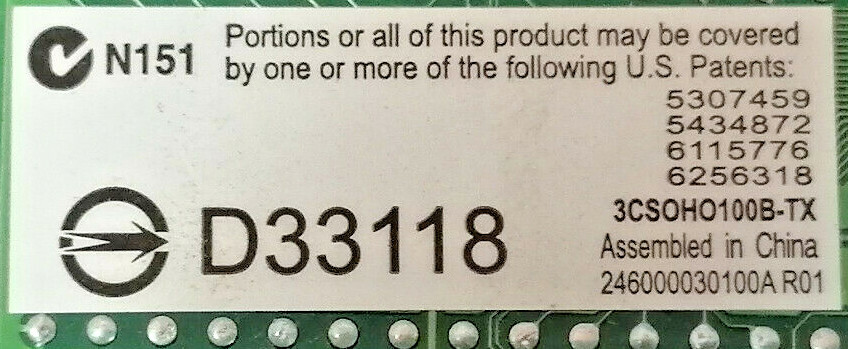 N151
Portions or all of this product may be covered
by one or more of the following U.S. Patents:
5307459
5434872
6115776
6256318
D33118
3CSOHO100B-TX
Assembled in China
246000030100A R01